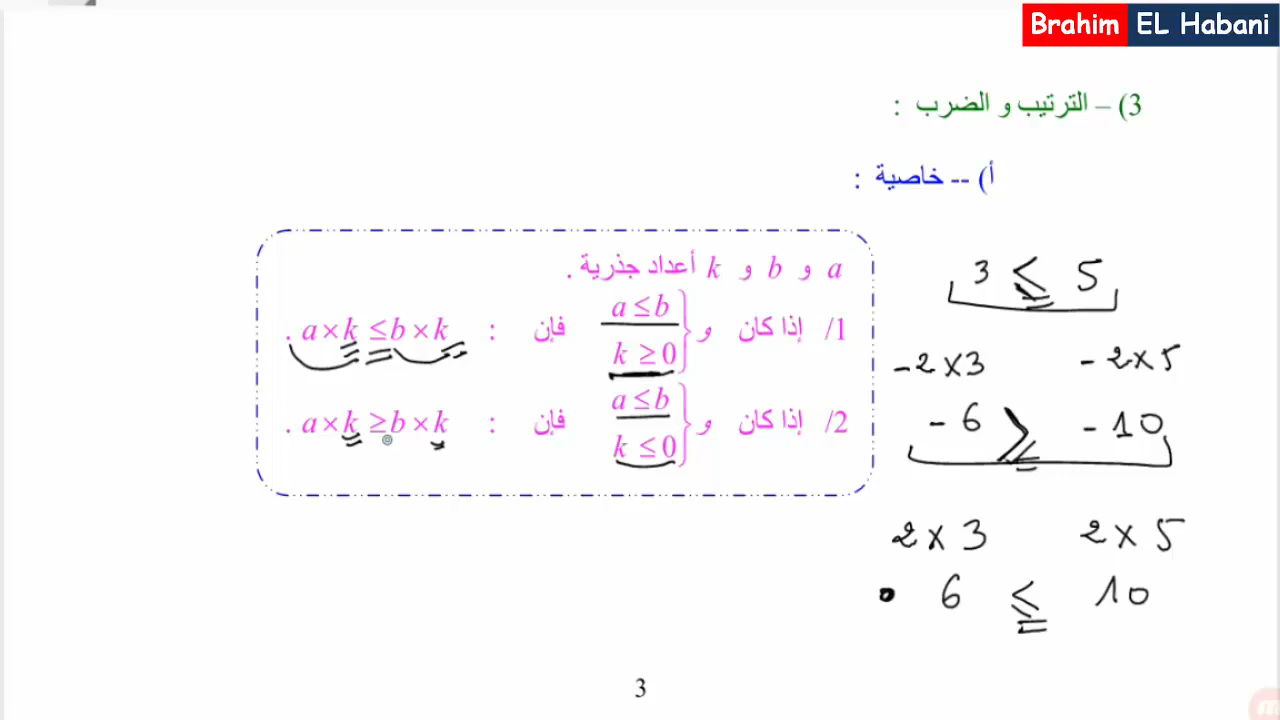 Brahim EL Habani
3) – الترتيب و الضرب :
أ) -- خاصية :
a و b و k أعداد جذرية .
1/ إذا كان a ≤ b و k ≥ 0 فإن : a × k ≤ b × k .
2/ إذا كان a ≤ b و k ≤ 0 فإن : a × k ≥ b × k .
3 ≤ 5
-2 × 3 -2 × 5
-6 ≥ -10
2 × 3 2 × 5
6 ≤ 10
3